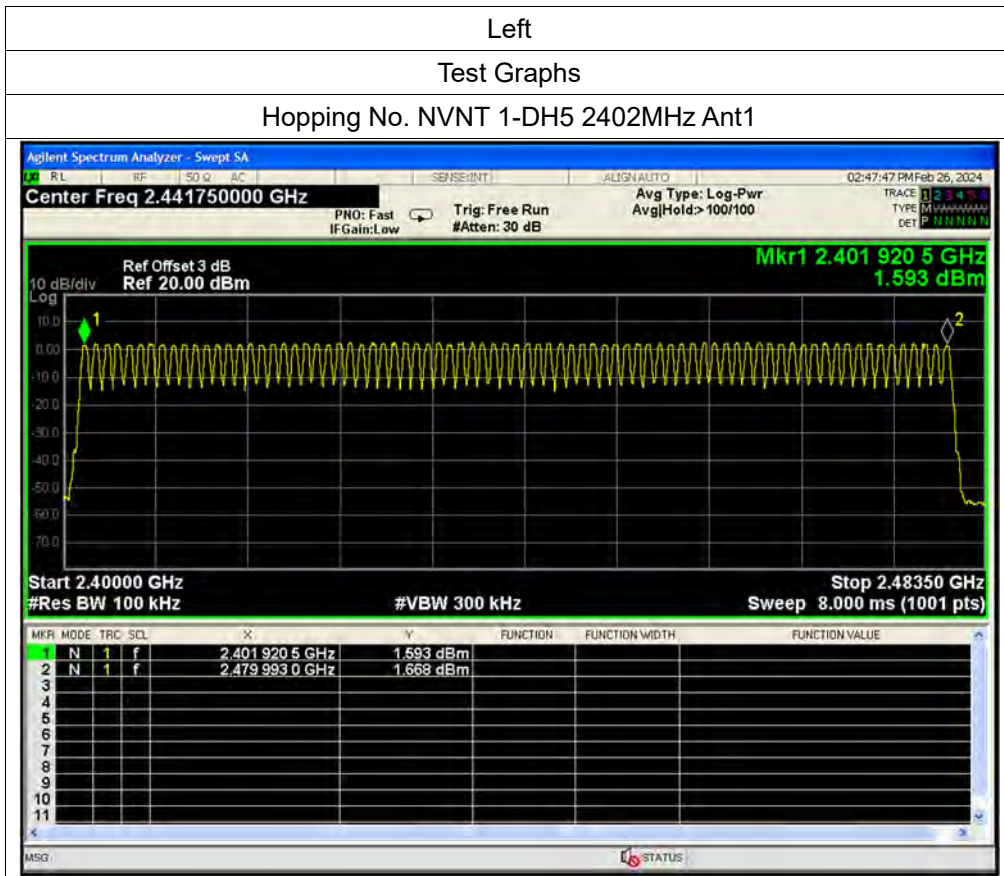 Left
Test Graphs
Hopping No. NVNT 1-DH5 2402MHz Ant1
Agilent Spectrum Analyzer - Swept SA
RL RF 50 Ω AC SENSE:INT ALIGN AUTO 02:47:47 PM Feb 26, 2024
Center Freq 2.441750000 GHz Avg Type: Log-Pwr TRACE 1 2 3 4 5 6
PNO: Fast Trig: Free Run Avg|Hold:> 100/100 TYPE M
IFGain:Low #Atten: 30 dB DET P N N N N N
Mkr1 2.401 920 5 GHz
Ref Offset 3 dB
10 dB/div Ref 20.00 dBm 1.593 dBm
Log
10.0
1 2
0.00
-10.0
-20.0
-30.0
-40.0
-50.0
-60.0
-70.0
Start 2.40000 GHz Stop 2.48350 GHz
#Res BW 100 kHz #VBW 300 kHz Sweep 8.000 ms (1001 pts)
MKR MODE TRC SCL X Y FUNCTION FUNCTION WIDTH FUNCTION VALUE
1 N 1 f 2.401 920 5 GHz 1.593 dBm
2 N 1 f 2.479 993 0 GHz 1.668 dBm
3
4
5
6
7
8
9
10
11
MSG STATUS